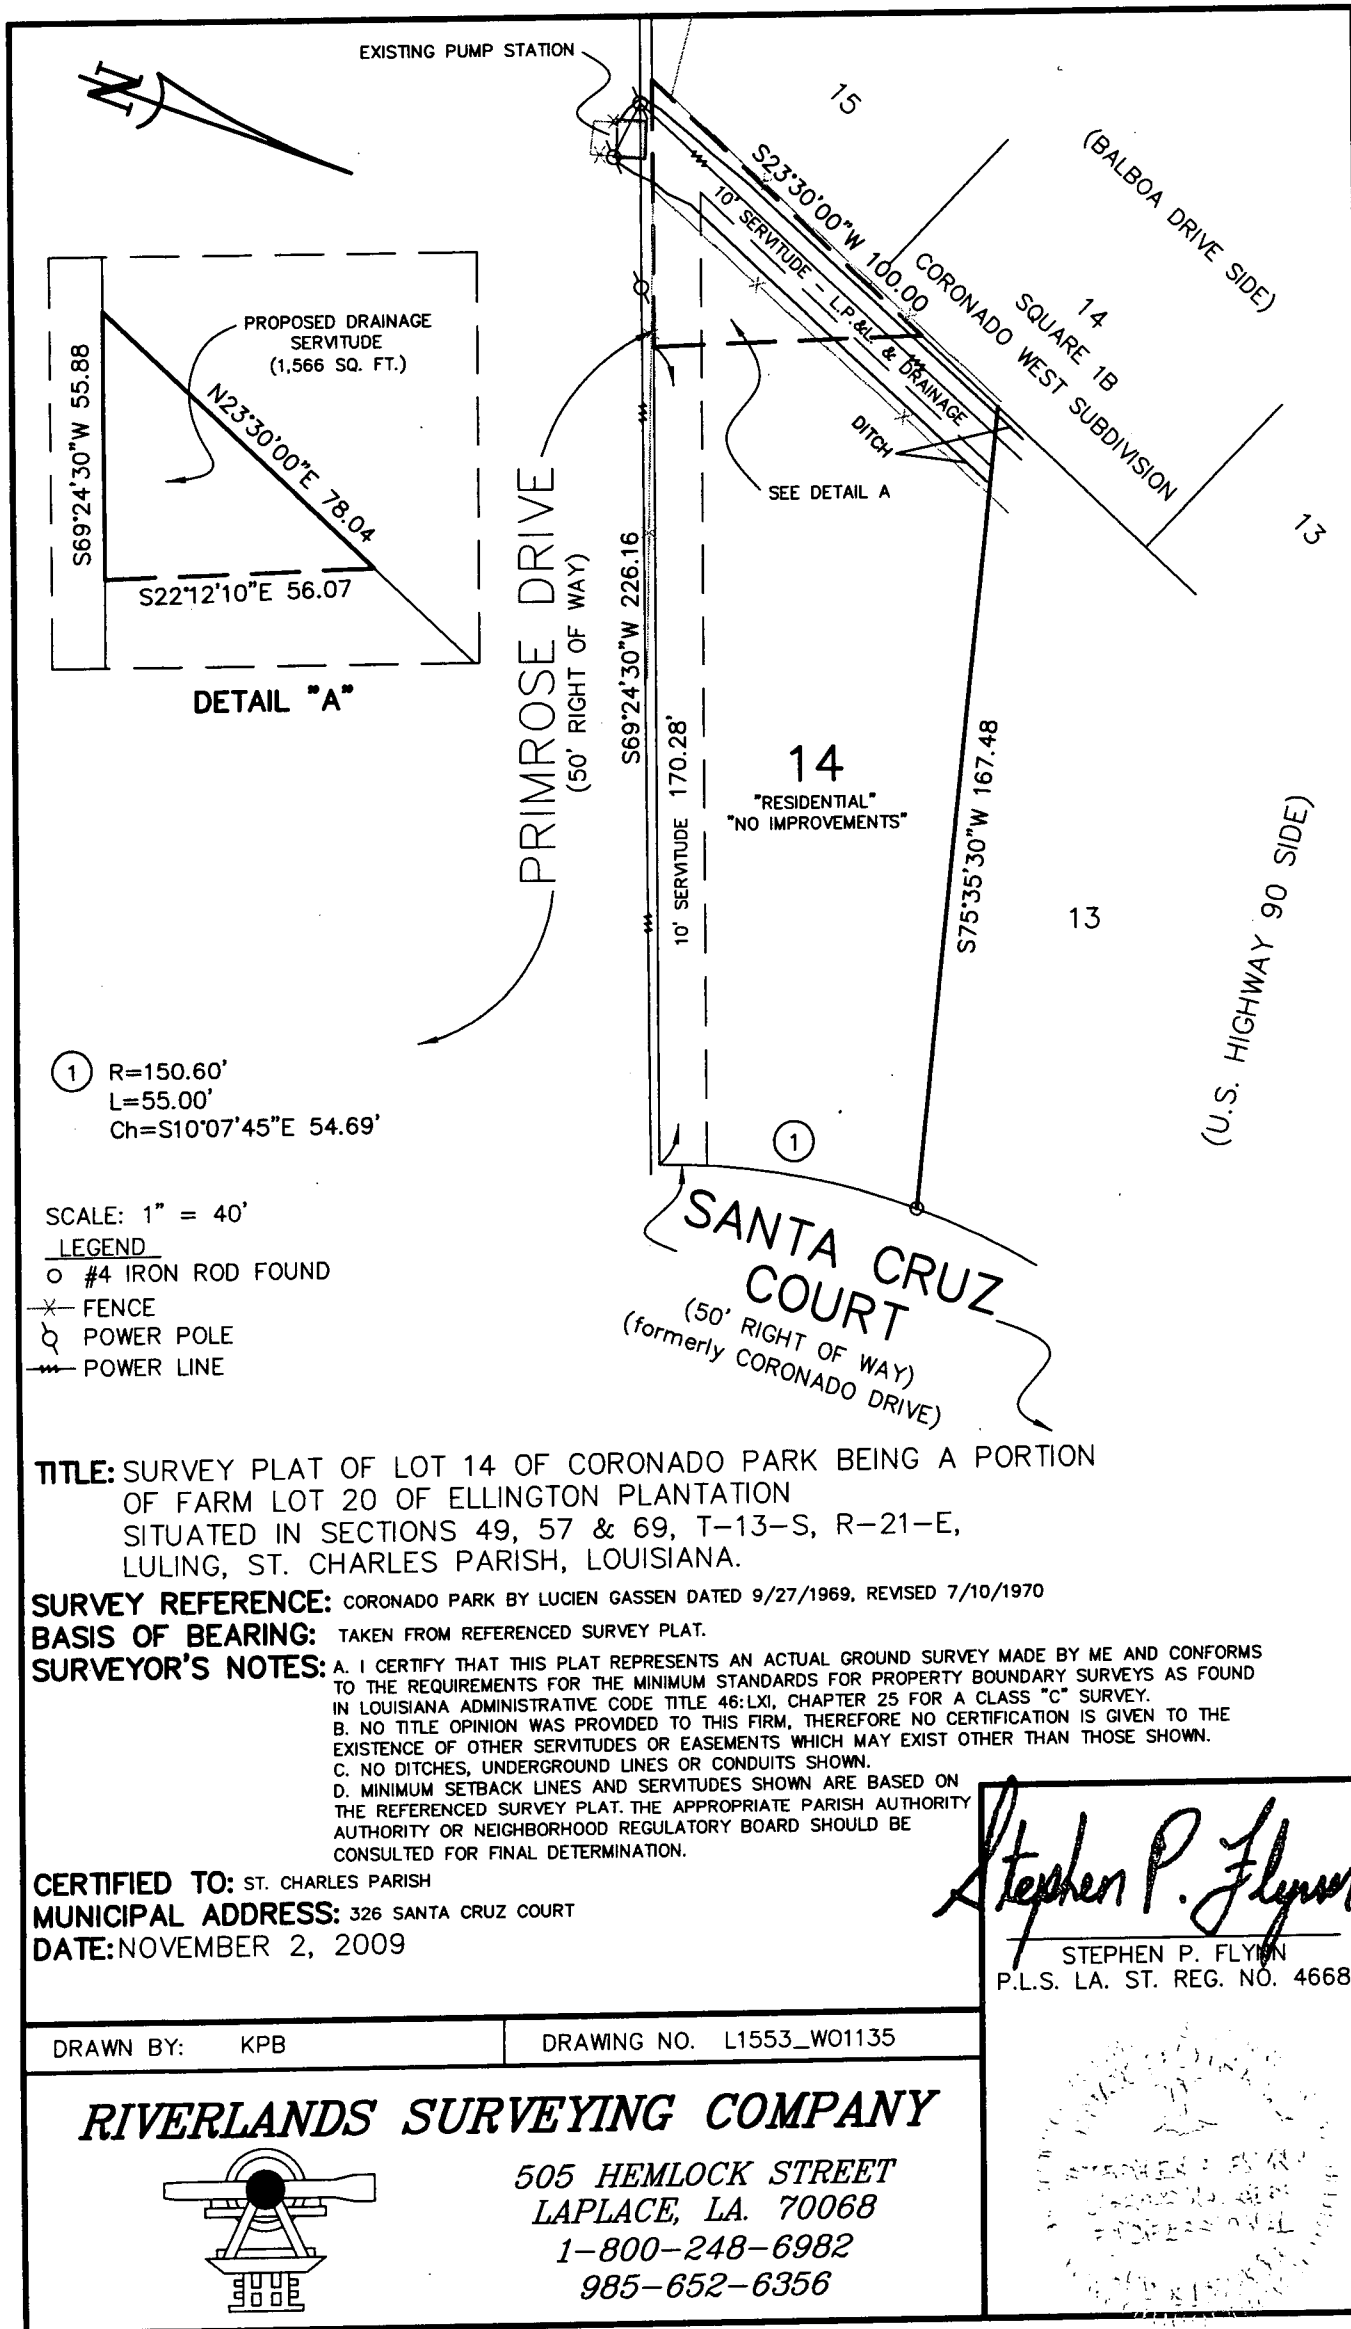 EXISTING PUMP STATION
N
15
(BALBOA DRIVE SIDE)
S23°30'00"W 100.00
10' SERVITUDE - L.P.&L. & DRAINAGE
CORONADO WEST SUBDIVISION
14
SQUARE 1B
13
DITCH
SEE DETAIL A
PROPOSED DRAINAGE
SERVITUDE
(1,566 SQ. FT.)
S69°24'30"W 55.88
N23°30'00"E 78.04
S22°12'10"E 56.07
DETAIL "A"
PRIMROSE DRIVE
(50' RIGHT OF WAY)
S69°24'30"W 226.16
10' SERVITUDE 170.28'
14
"RESIDENTIAL"
"NO IMPROVEMENTS"
S75°35'30"W 167.48
13
(U.S. HIGHWAY 90 SIDE)
1 R=150.60'
L=55.00'
Ch=S10°07'45"E 54.69'
1
SANTA CRUZ
COURT
(50' RIGHT OF WAY)
(formerly CORONADO DRIVE)
SCALE: 1" = 40'
LEGEND
#4 IRON ROD FOUND
FENCE
POWER POLE
POWER LINE
TITLE: SURVEY PLAT OF LOT 14 OF CORONADO PARK BEING A PORTION
OF FARM LOT 20 OF ELLINGTON PLANTATION
SITUATED IN SECTIONS 49, 57 & 69, T-13-S, R-21-E,
LULING, ST. CHARLES PARISH, LOUISIANA.
SURVEY REFERENCE: CORONADO PARK BY LUCIEN GASSEN DATED 9/27/1969, REVISED 7/10/1970
BASIS OF BEARING: TAKEN FROM REFERENCED SURVEY PLAT.
SURVEYOR'S NOTES: A. I CERTIFY THAT THIS PLAT REPRESENTS AN ACTUAL GROUND SURVEY MADE BY ME AND CONFORMS
TO THE REQUIREMENTS FOR THE MINIMUM STANDARDS FOR PROPERTY BOUNDARY SURVEYS AS FOUND
IN LOUISIANA ADMINISTRATIVE CODE TITLE 46:LXI, CHAPTER 25 FOR A CLASS "C" SURVEY.
B. NO TITLE OPINION WAS PROVIDED TO THIS FIRM, THEREFORE NO CERTIFICATION IS GIVEN TO THE
EXISTENCE OF OTHER SERVITUDES OR EASEMENTS WHICH MAY EXIST OTHER THAN THOSE SHOWN.
C. NO DITCHES, UNDERGROUND LINES OR CONDUITS SHOWN.
D. MINIMUM SETBACK LINES AND SERVITUDES SHOWN ARE BASED ON
THE REFERENCED SURVEY PLAT. THE APPROPRIATE PARISH AUTHORITY
AUTHORITY OR NEIGHBORHOOD REGULATORY BOARD SHOULD BE
CONSULTED FOR FINAL DETERMINATION.
CERTIFIED TO: ST. CHARLES PARISH
MUNICIPAL ADDRESS: 326 SANTA CRUZ COURT
DATE: NOVEMBER 2, 2009
Stephen P. Flynn
STEPHEN P. FLYNN
P.L.S. LA. ST. REG. NO. 4668
DRAWN BY: KPB
DRAWING NO. L1553_WO1135
RIVERLANDS SURVEYING COMPANY
505 HEMLOCK STREET
LAPLACE, LA. 70068
1-800-248-6982
985-652-6356